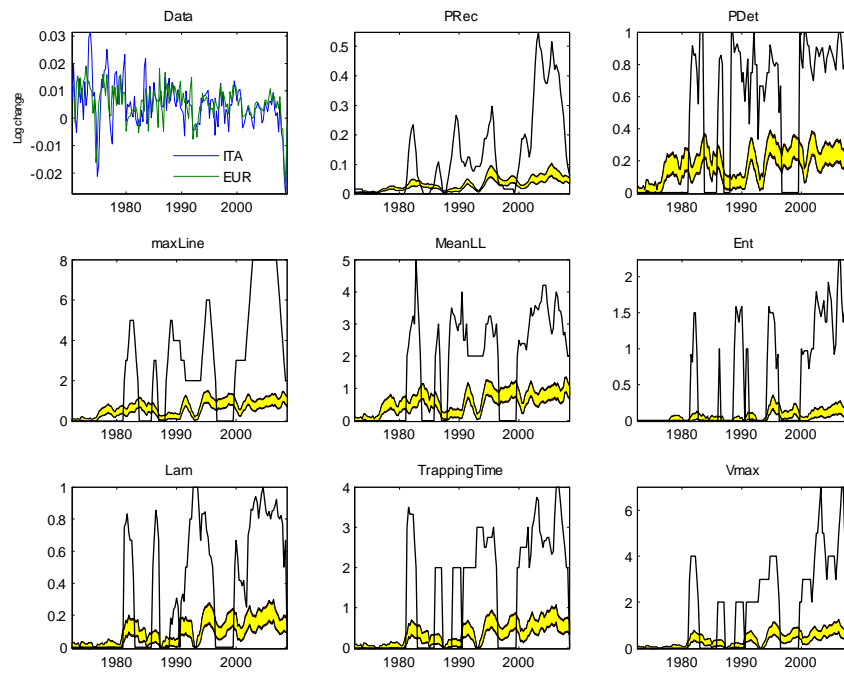 Data
Log change
0.03
0.02
0.01
0
-0.01
-0.02
ITA
EUR
1980 1990 2000
PRec
0.5
0.4
0.3
0.2
0.1
0
1980 1990 2000
PDet
1
0.8
0.6
0.4
0.2
0
1980 1990 2000
maxLine
8
6
4
2
0
1980 1990 2000
MeanLL
5
4
3
2
1
0
1980 1990 2000
Ent
2
1.5
1
0.5
0
1980 1990 2000
Lam
1
0.8
0.6
0.4
0.2
0
1980 1990 2000
TrappingTime
4
3
2
1
0
1980 1990 2000
Vmax
6
4
2
0
1980 1990 2000